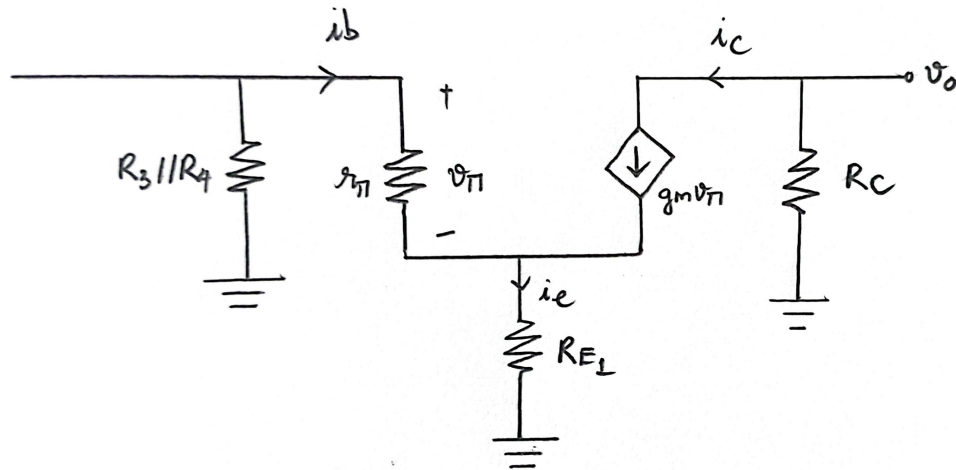 ib
ic
vo
+
R3//R4
rπ
vπ
gmvπ
RC
−
ie
RE1